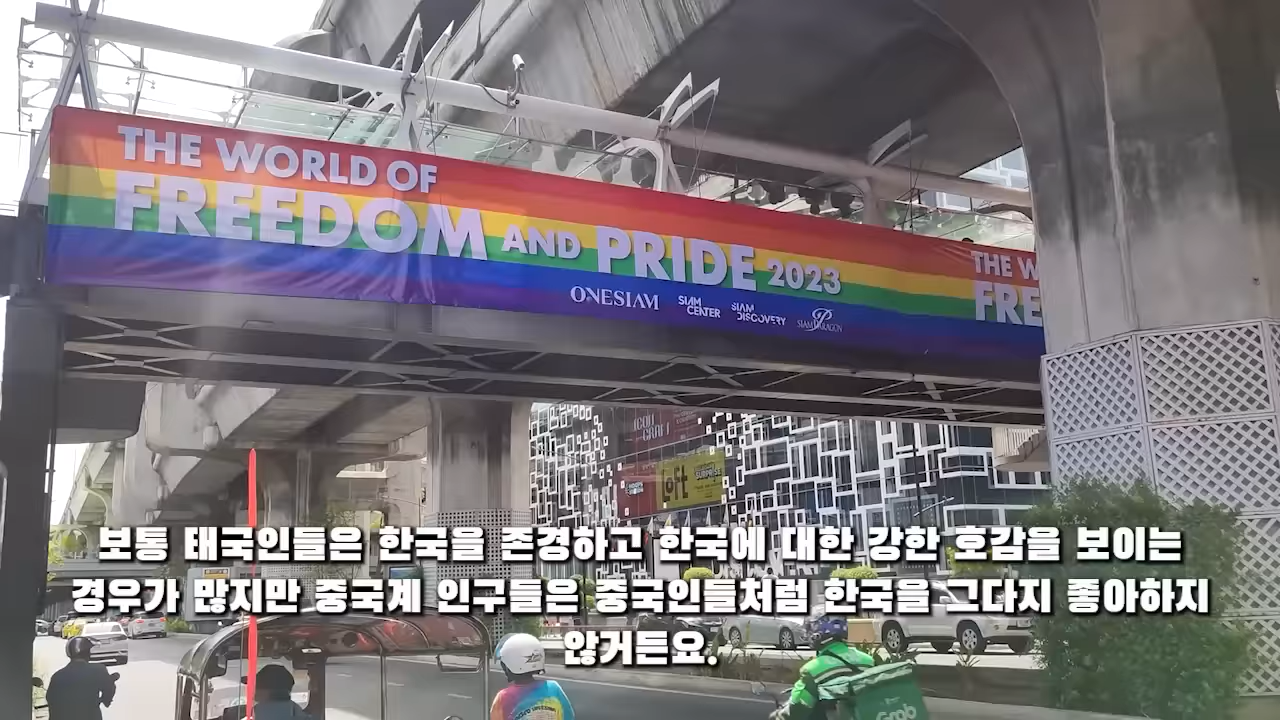 THE WORLD OF
FREEDOM AND PRIDE 2023
ONESIAM SIAM CENTER SIAM DISCOVERY SIAM PARAGON
THE W
FRE
LOFT
보통 태국인들은 한국을 존경하고 한국에 대한 강한 호감을 보이는
경우가 많지만 중국계 인구들은 중국인들처럼 한국을 그다지 좋아하지
않거든요.
Grab